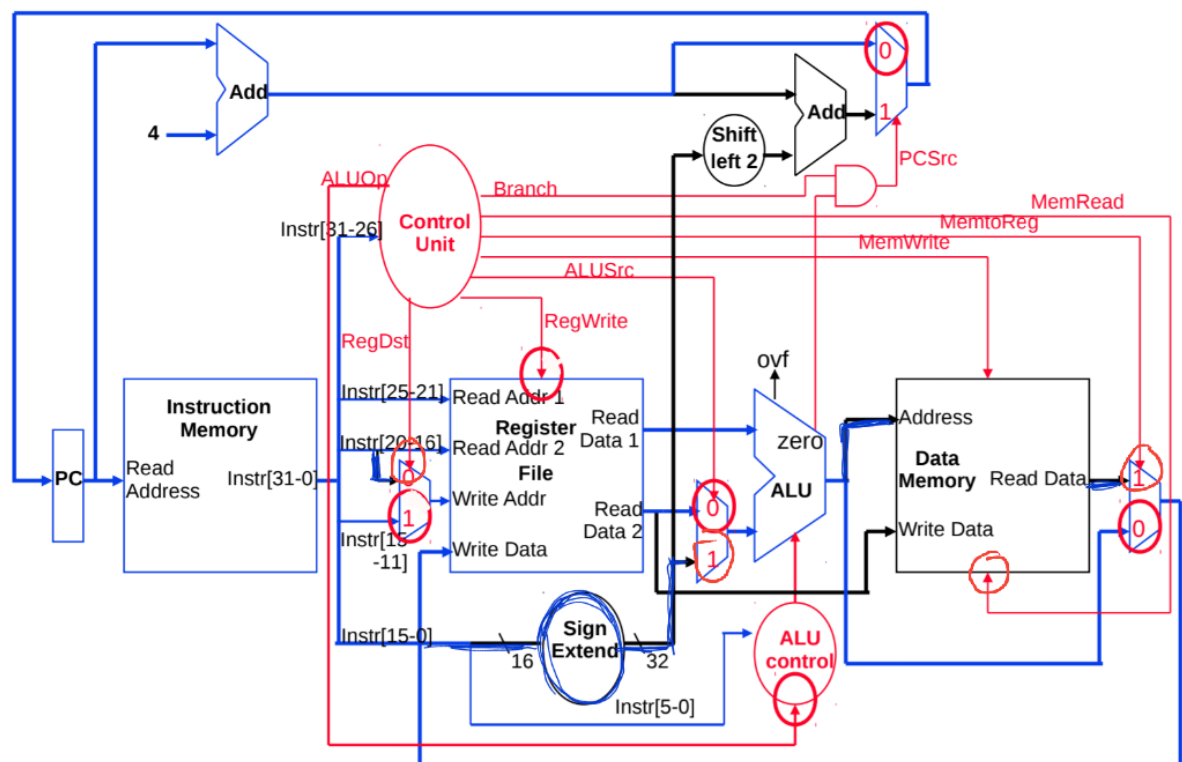 0
Add
Add
4
1
Shift
left 2
PCSrc
ALUOp
Branch
MemRead
Instr[31-26]
Control
Unit
MemtoReg
MemWrite
ALUSrc
RegWrite
RegDst
ovf
Instruction
Memory
Instr[25-21]
Read Addr 1
Register
File
Read
Data 1
zero
Address
Instr[20-16]
Read Addr 2
Data
Memory
PC
Read
Address
Instr[31-0]
0
Write Addr
ALU
Read Data
1
1
Read
Data 2
0
Write Data
0
Instr[15
-11]
Write Data
1
Instr[15-0]
16
Sign
Extend
32
ALU
control
Instr[5-0]